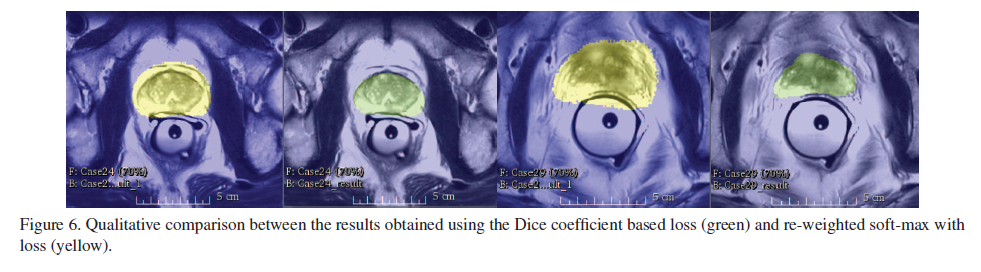 F: Case24 (70%)
B: Case2...ult_1
5 cm
F: Case24 (70%)
B: Case24_result
5 cm
F: Case29 (70%)
B: Case2...ult_1
5 cm
F: Case29 (70%)
B: Case29_result
5 cm
Figure 6. Qualitative comparison between the results obtained using the Dice coefficient based loss (green) and re-weighted soft-max with
loss (yellow).